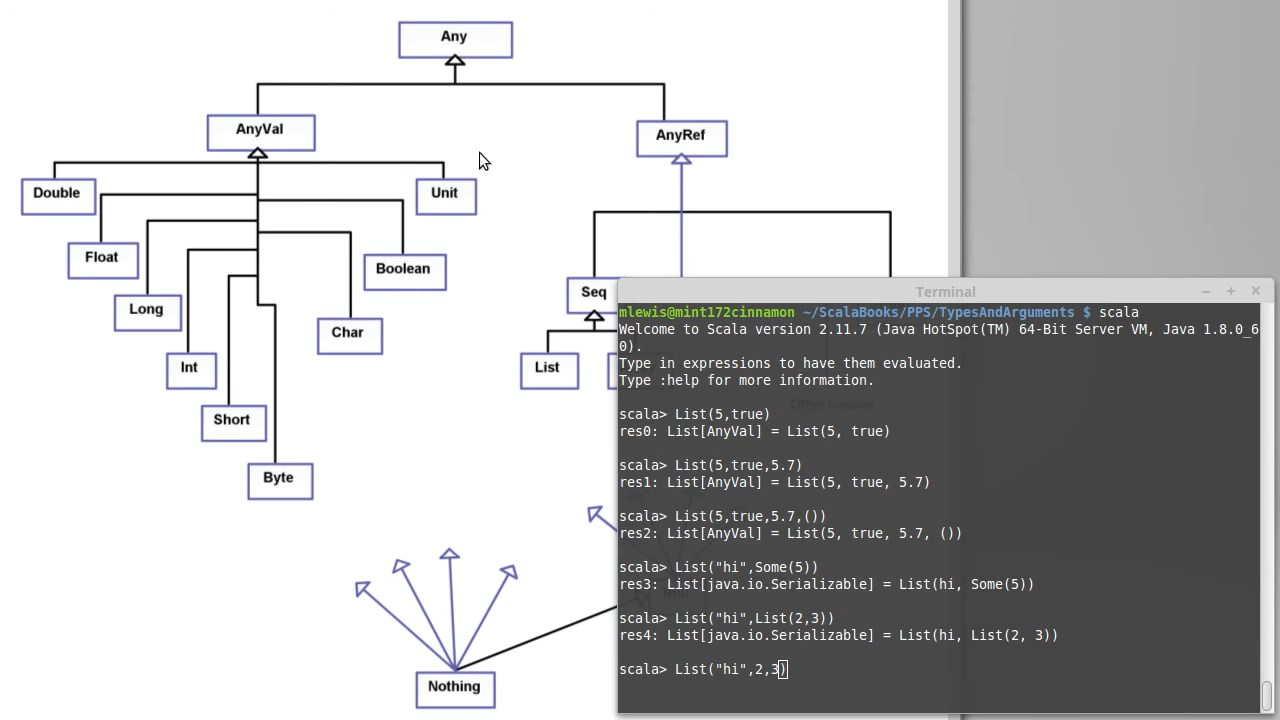 Any
AnyVal
AnyRef
Double
Unit
Float
Boolean
Long
Char
Int
Short
Byte
Seq
List
Nothing
Terminal
mlewis@mint172cinnamon ~/ScalaBooks/PPS/TypesAndArguments $ scala
Welcome to Scala version 2.11.7 (Java HotSpot(TM) 64-Bit Server VM, Java 1.8.0_6
0).
Type in expressions to have them evaluated.
Type :help for more information.
scala> List(5,true)
res0: List[AnyVal] = List(5, true)
scala> List(5,true,5.7)
res1: List[AnyVal] = List(5, true, 5.7)
scala> List(5,true,5.7,())
res2: List[AnyVal] = List(5, true, 5.7, ())
scala> List("hi",Some(5))
res3: List[java.io.Serializable] = List(hi, Some(5))
scala> List("hi",List(2,3))
res4: List[java.io.Serializable] = List(hi, List(2, 3))
scala> List("hi",2,3)